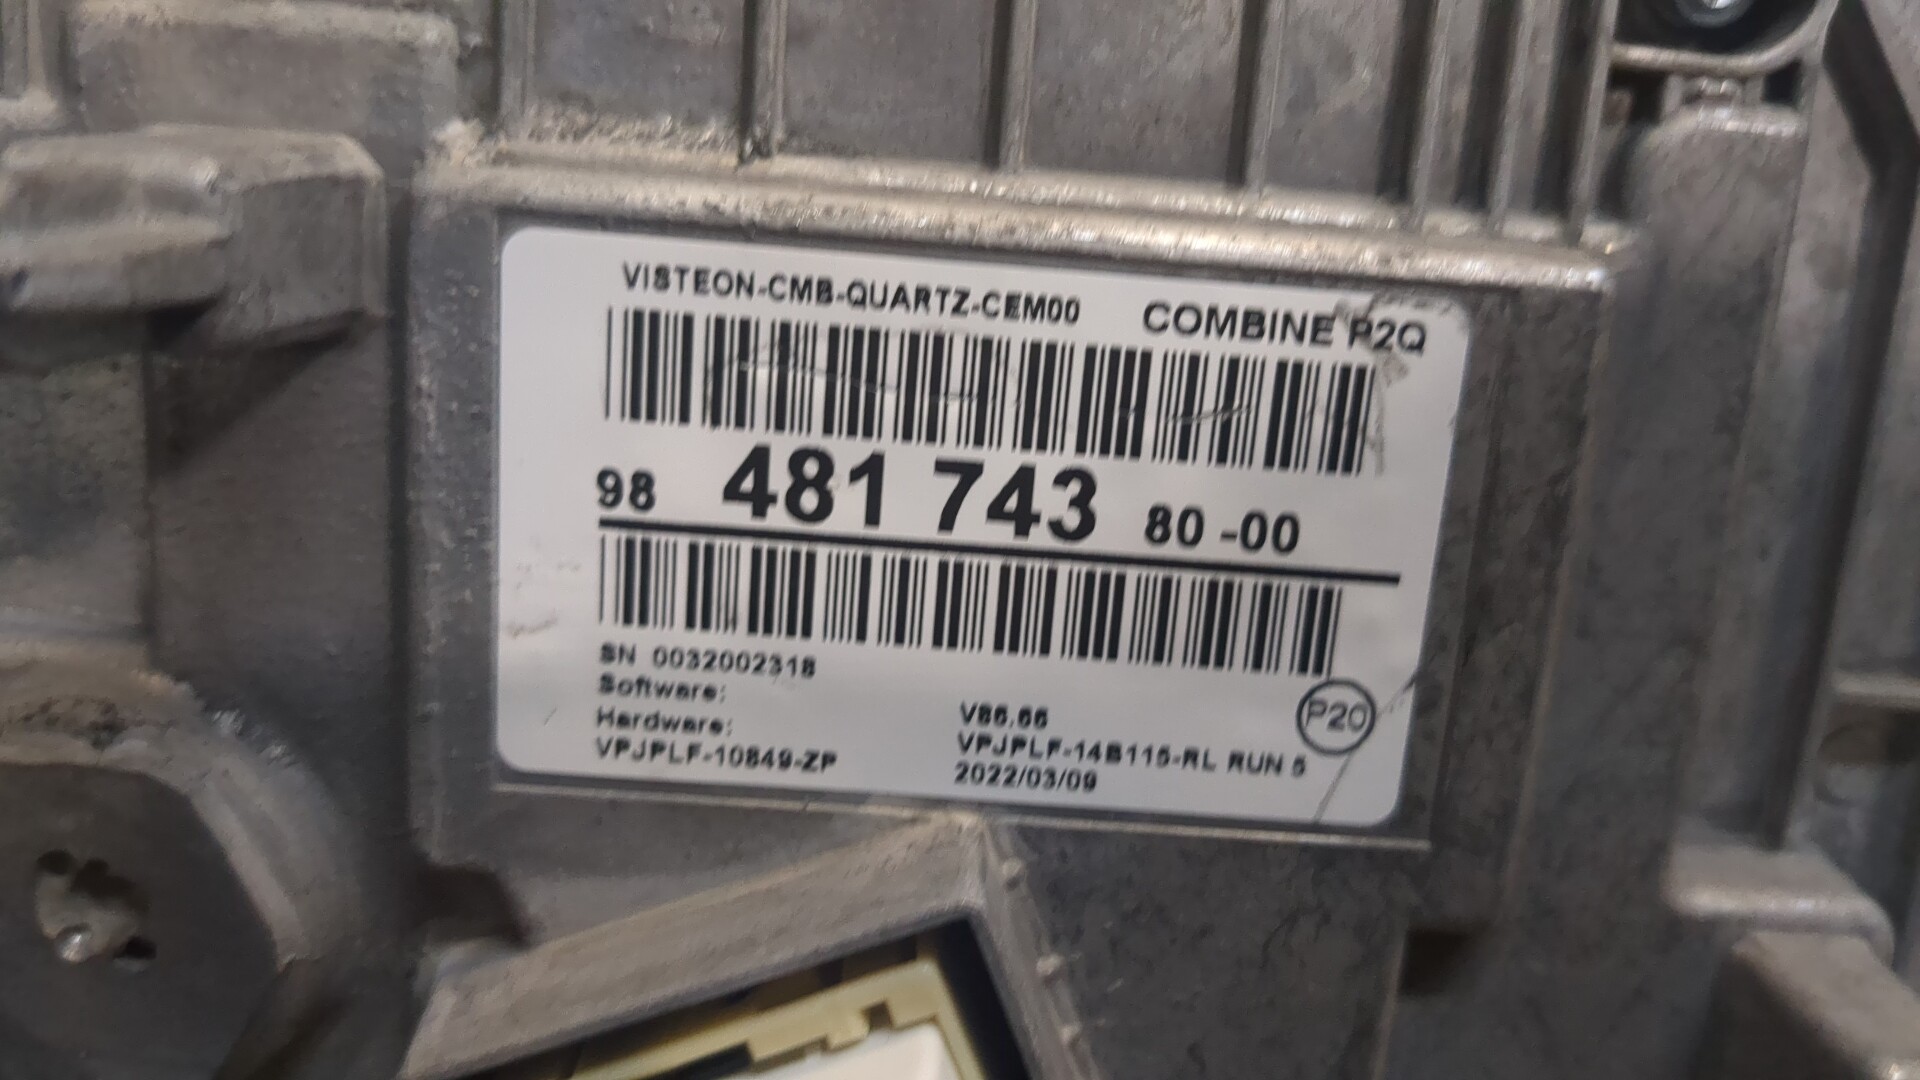 VISTEON-CMB-QUARTZ-CEM00 COMBINE P2Q
98 481 743 80 -00
SN 0032002318
Software: V86.66
Hardware: VPJPLF-14B115-RL RUN 5
VPJPLF-10849-ZP 2022/03/09
P20